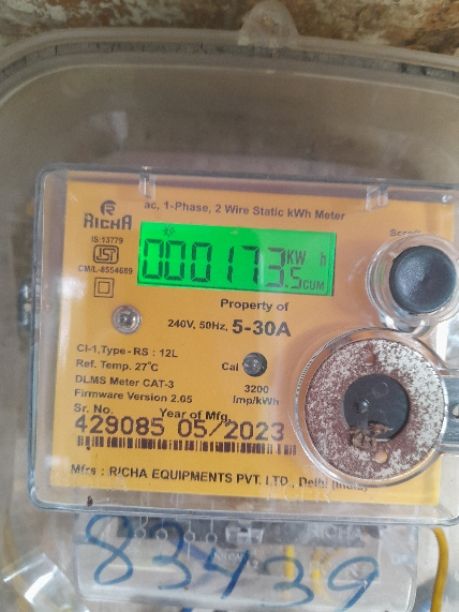 ac, 1-Phase, 2 Wire Static kWh Meter
RICHA
IS:13779
ISI
CM/L-8554689
000173.5 KW h
CUM
Property of
240V, 50Hz, 5-30A
Cl-1,Type-RS : 12L
Ref. Temp. 27°C
Cal
DLMS Meter CAT-3
3200
Imp/kWh
Firmware Version 2.05
Sr. No. Year of Mfg.
429085 05/2023
Mfrs : RICHA EQUIPMENTS PVT. LTD., Delhi (India)
RICHA
83439